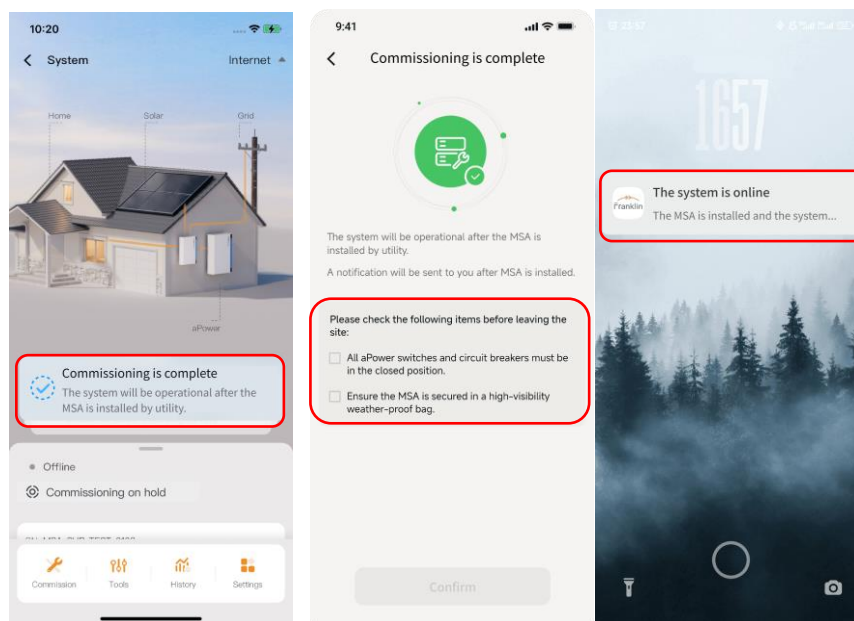 10:20
System
Internet
Home
Solar
Grid
aPower
Commissioning is complete
The system will be operational after the
MSA is installed by utility.
Offline
Commissioning on hold
Commission
Tools
History
Settings
9:41
Commissioning is complete
The system will be operational after the MSA is
installed by utility.
A notification will be sent to you after MSA is installed.
Please check the following items before leaving the
site:
All aPower switches and circuit breakers must be
in the closed position.
Ensure the MSA is secured in a high-visibility
weather-proof bag.
Confirm
23:57
1657
Franklin
The system is online
The MSA is installed and the system...